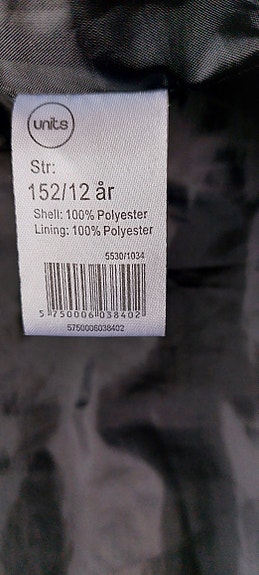 units
Str:
152/12 år
Shell: 100% Polyester
Lining: 100% Polyester
5530/1034
5 750006 038402
5750006038402